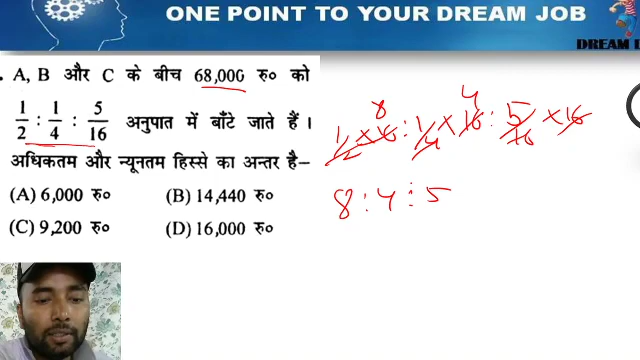 ONE POINT TO YOUR DREAM JOB
DREAM
. A, B और C के बीच 68,000 रु० को
1/2 : 1/4 : 5/16 अनुपात में बाँटे जाते हैं।
अधिकतम और न्यूनतम हिस्से का अन्तर है–
(A) 6,000 रु० (B) 14,440 रु०
(C) 9,200 रु० (D) 16,000 रु०
8 4
1/2 × 16 : 1/4 × 16 : 5/16 × 16
8 : 4 : 5